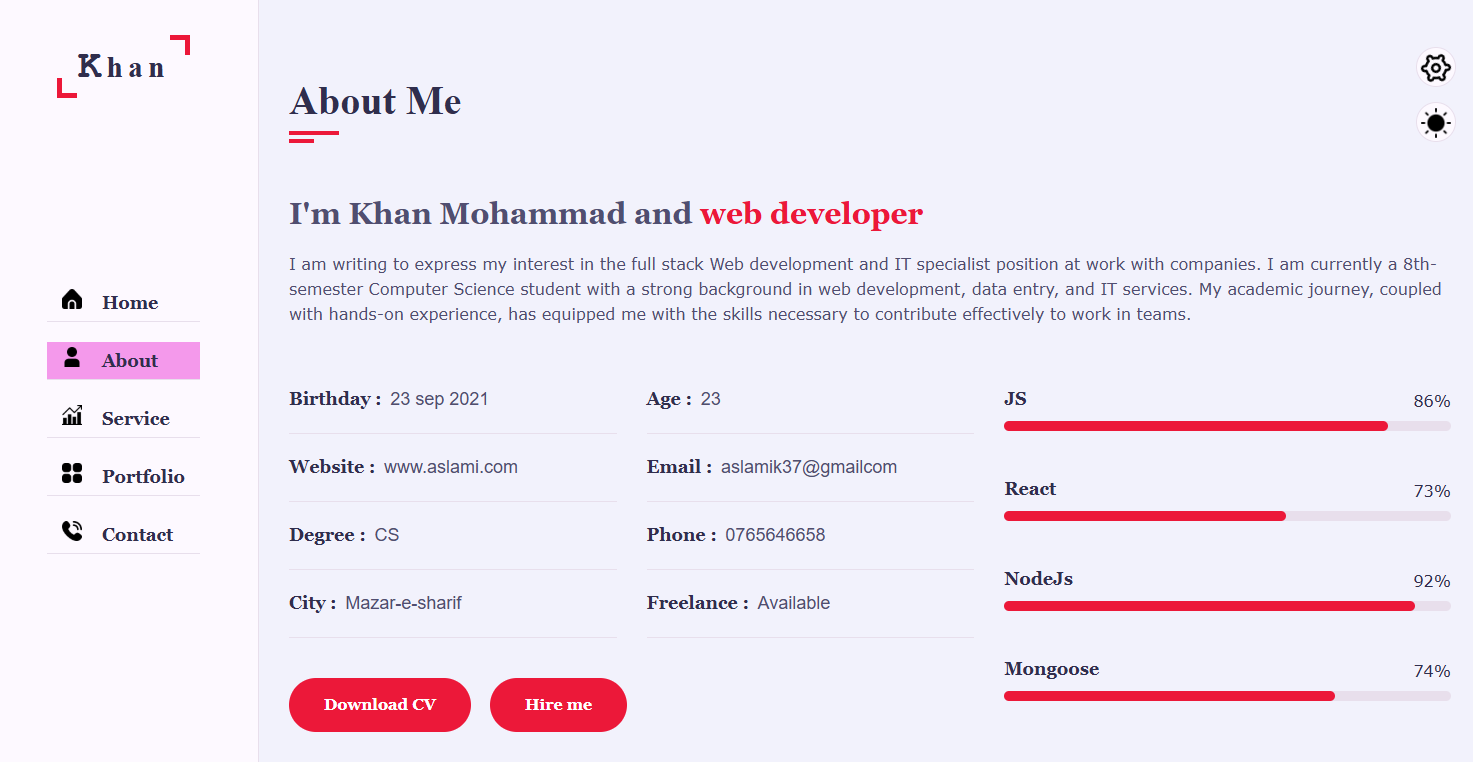 Khan
Home
About
Service
Portfolio
Contact
About Me
I'm Khan Mohammad and web developer
I am writing to express my interest in the full stack Web development and IT specialist position at work with companies. I am currently a 8th-
semester Computer Science student with a strong background in web development, data entry, and IT services. My academic journey, coupled
with hands-on experience, has equipped me with the skills necessary to contribute effectively to work in teams.
Birthday : 23 sep 2021
Age : 23
Website : www.aslami.com
Email : aslamik37@gmailcom
Degree : CS
Phone : 0765646658
City : Mazar-e-sharif
Freelance : Available
Download CV
Hire me
JS 86%
React 73%
NodeJs 92%
Mongoose 74%